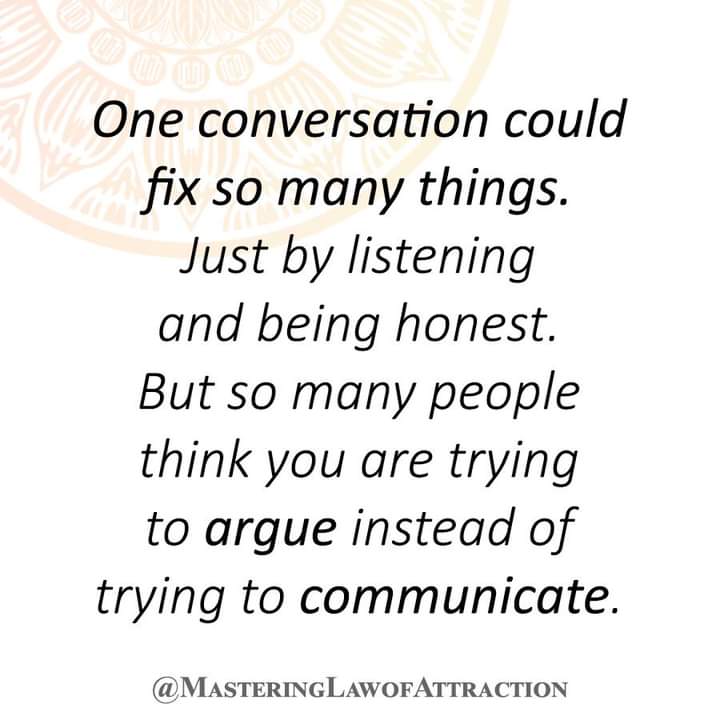 One conversation could
fix so many things.
Just by listening
and being honest.
But so many people
think you are trying
to argue instead of
trying to communicate.
@MasteringLawofAttraction